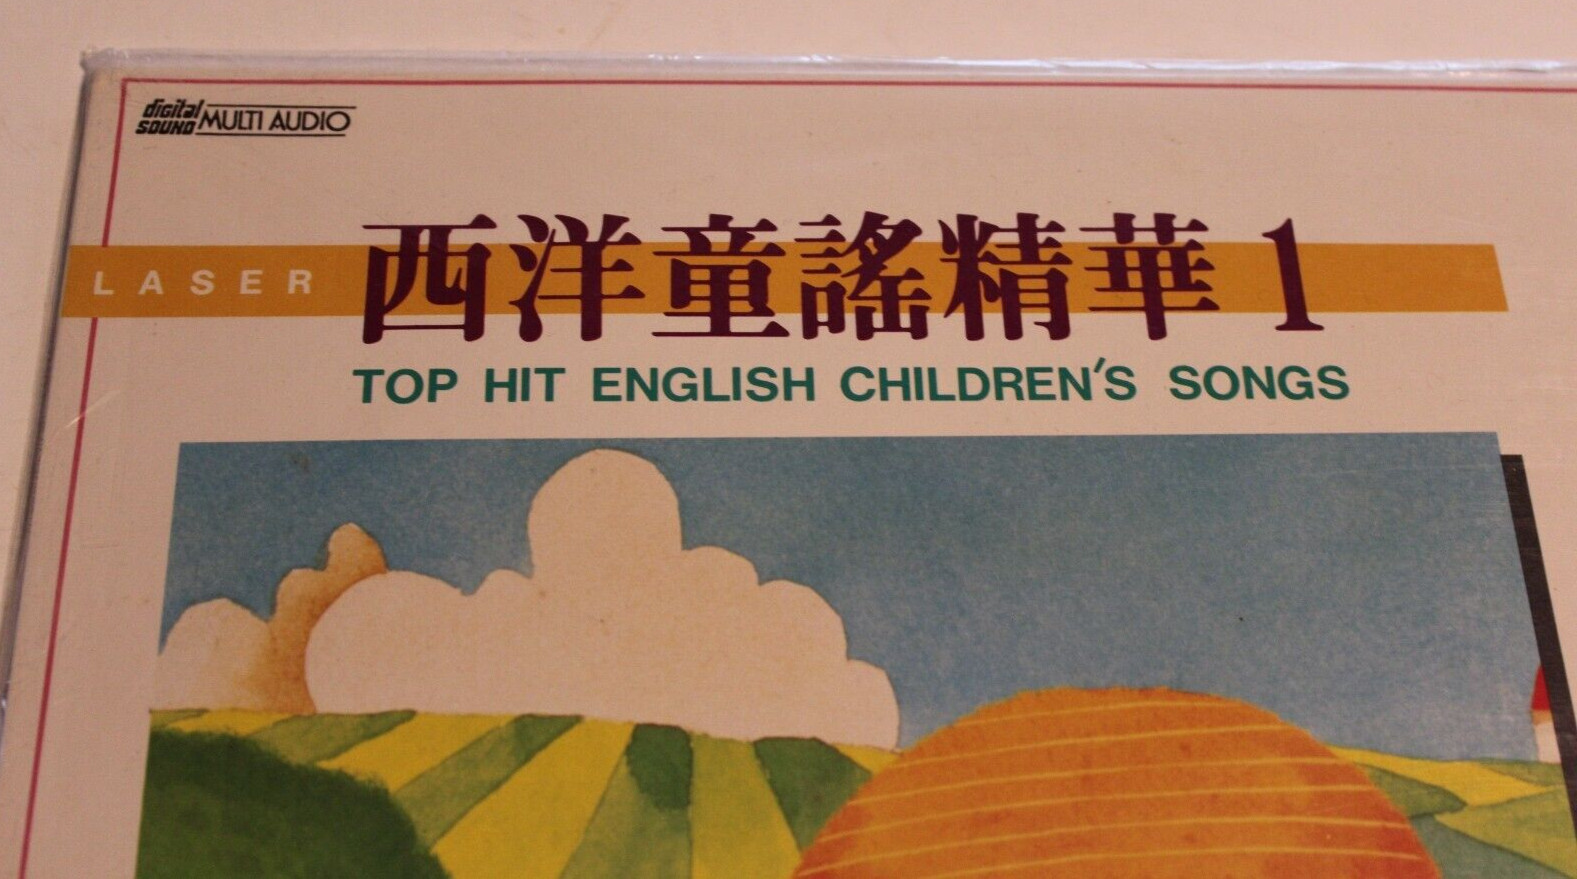 digital SOUND MULTI AUDIO
LASER 西洋童謠精華1
TOP HIT ENGLISH CHILDREN'S SONGS